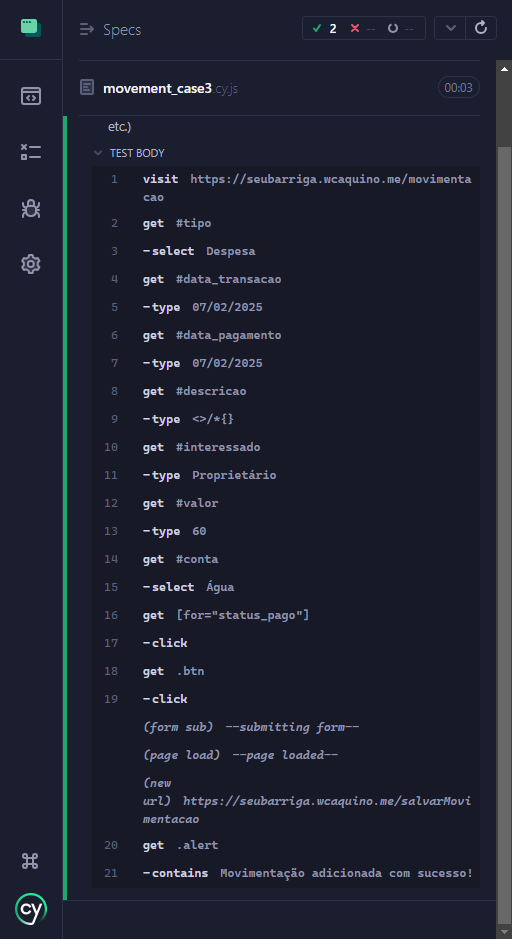 Specs
2 -- --
movement_case3.cy.js
00:03
etc.)
TEST BODY
1 visit https://seubarriga.wcaquino.me/movimenta
cao
2 get #tipo
3 -select Despesa
4 get #data_transacao
5 -type 07/02/2025
6 get #data_pagamento
7 -type 07/02/2025
8 get #descricao
9 -type <>/*{}
10 get #interessado
11 -type Proprietário
12 get #valor
13 -type 60
14 get #conta
15 -select Água
16 get [for="status_pago"]
17 -click
18 get .btn
19 -click
(form sub) --submitting form--
(page load) --page loaded--
(new
url) https://seubarriga.wcaquino.me/salvarMovi
mentacao
20 get .alert
21 -contains Movimentação adicionada com sucesso!
cy